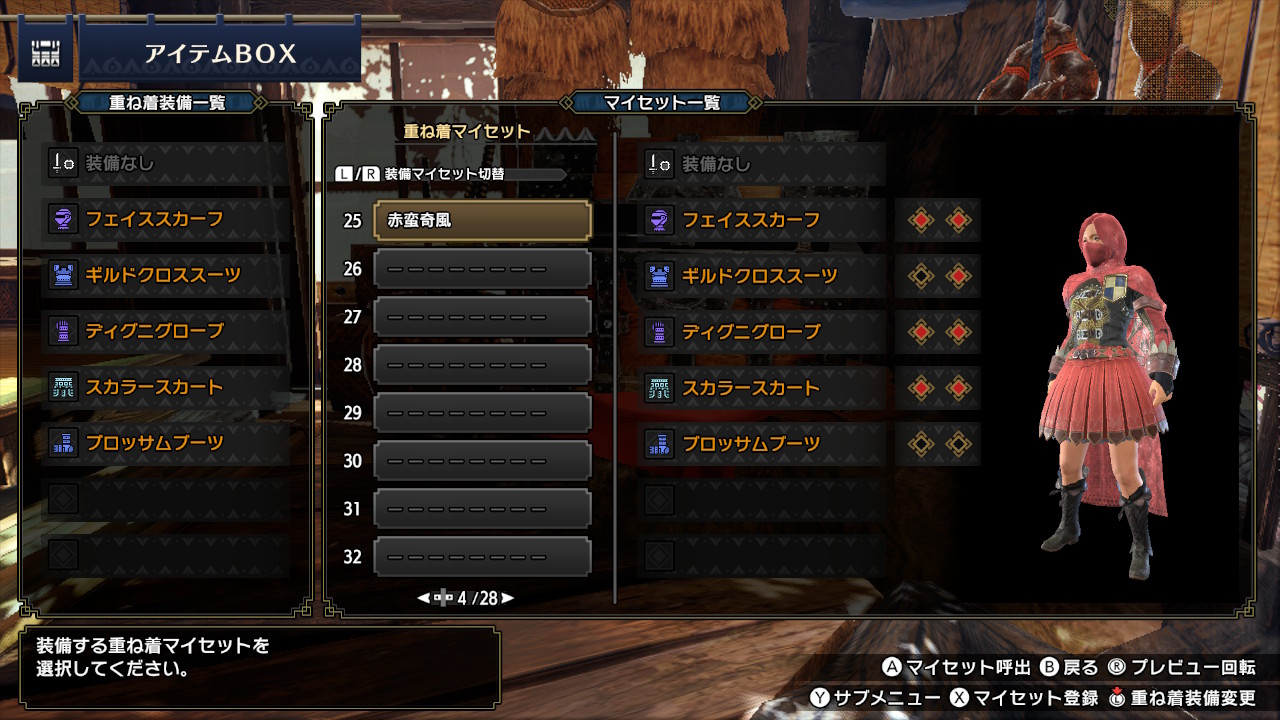 アイテムBOX
重ね着装備一覧
装備なし
フェイススカーフ
ギルドクロススーツ
ディグニグローブ
スカラースカート
ブロッサムブーツ
マイセット一覧
重ね着マイセット
L/R 装備マイセット切替
25 赤蛮奇風
26 --------
27 --------
28 --------
29 --------
30 --------
31 --------
32 --------
4/28
装備なし
フェイススカーフ
ギルドクロススーツ
ディグニグローブ
スカラースカート
ブロッサムブーツ
装備する重ね着マイセットを
選択してください。
Aマイセット呼出 B戻る Rプレビュー回転
Yサブメニュー Xマイセット登録 L重ね着装備変更